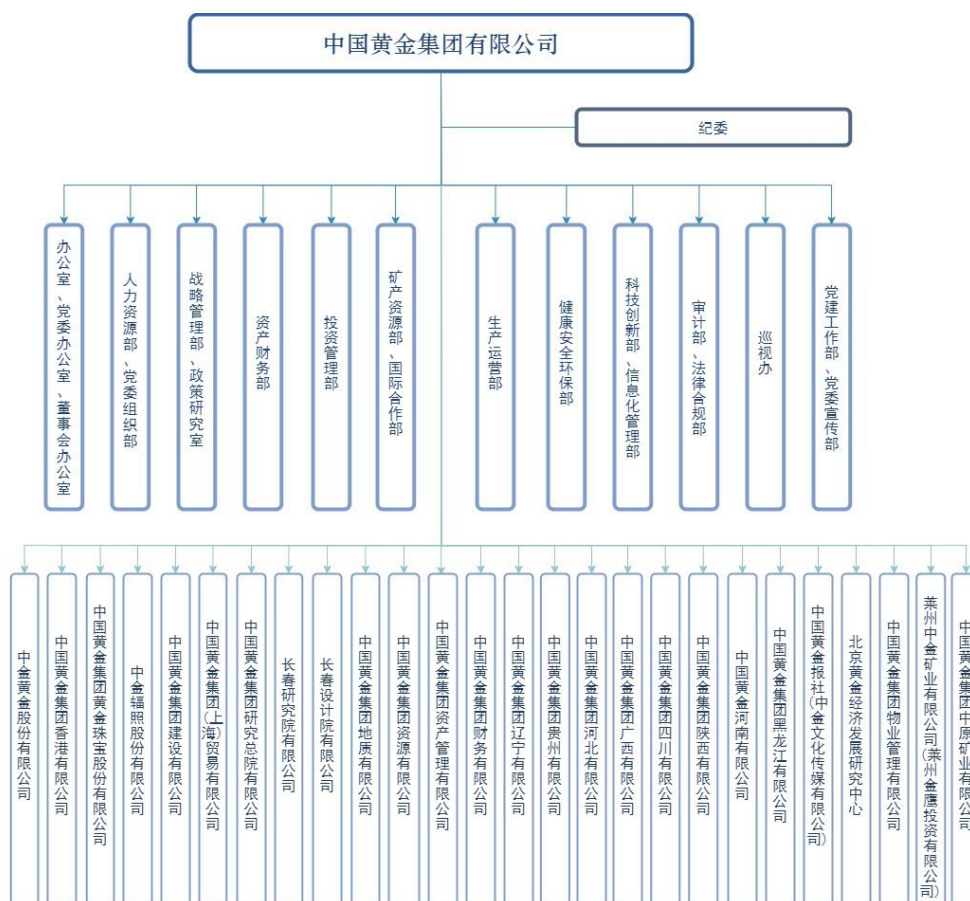 中国黄金集团有限公司
纪委
办公室、党委办公室、董事会办公室
人力资源部、党委组织部
战略管理部、政策研究室
资产财务部
投资管理部
矿产资源部、国际合作部
生产运营部
健康安全环保部
科技创新部、信息化管理部
审计部、法律合规部
巡视办
党建工作部、党委宣传部
中金黄金股份有限公司
中国黄金集团香港有限公司
中国黄金集团黄金珠宝股份有限公司
中金辐照股份有限公司
中国黄金集团建设有限公司
中国黄金集团(上海)贸易有限公司
中国黄金集团研究总院有限公司
长春研究院有限公司
长春设计院有限公司
中国黄金集团地质有限公司
中国黄金集团资源有限公司
中国黄金集团资产管理有限公司
中国黄金集团财务有限公司
中国黄金集团辽宁有限公司
中国黄金集团贵州有限公司
中国黄金集团河北有限公司
中国黄金集团广西有限公司
中国黄金集团四川有限公司
中国黄金集团陕西有限公司
中国黄金河南有限公司
中国黄金集团黑龙江有限公司
中国黄金报社(中金文化传媒有限公司)
北京黄金经济发展研究中心
中国黄金集团物业管理有限公司
莱州中金矿业有限公司(莱州金鹰投资有限公司)
中国黄金集团中原矿业有限公司